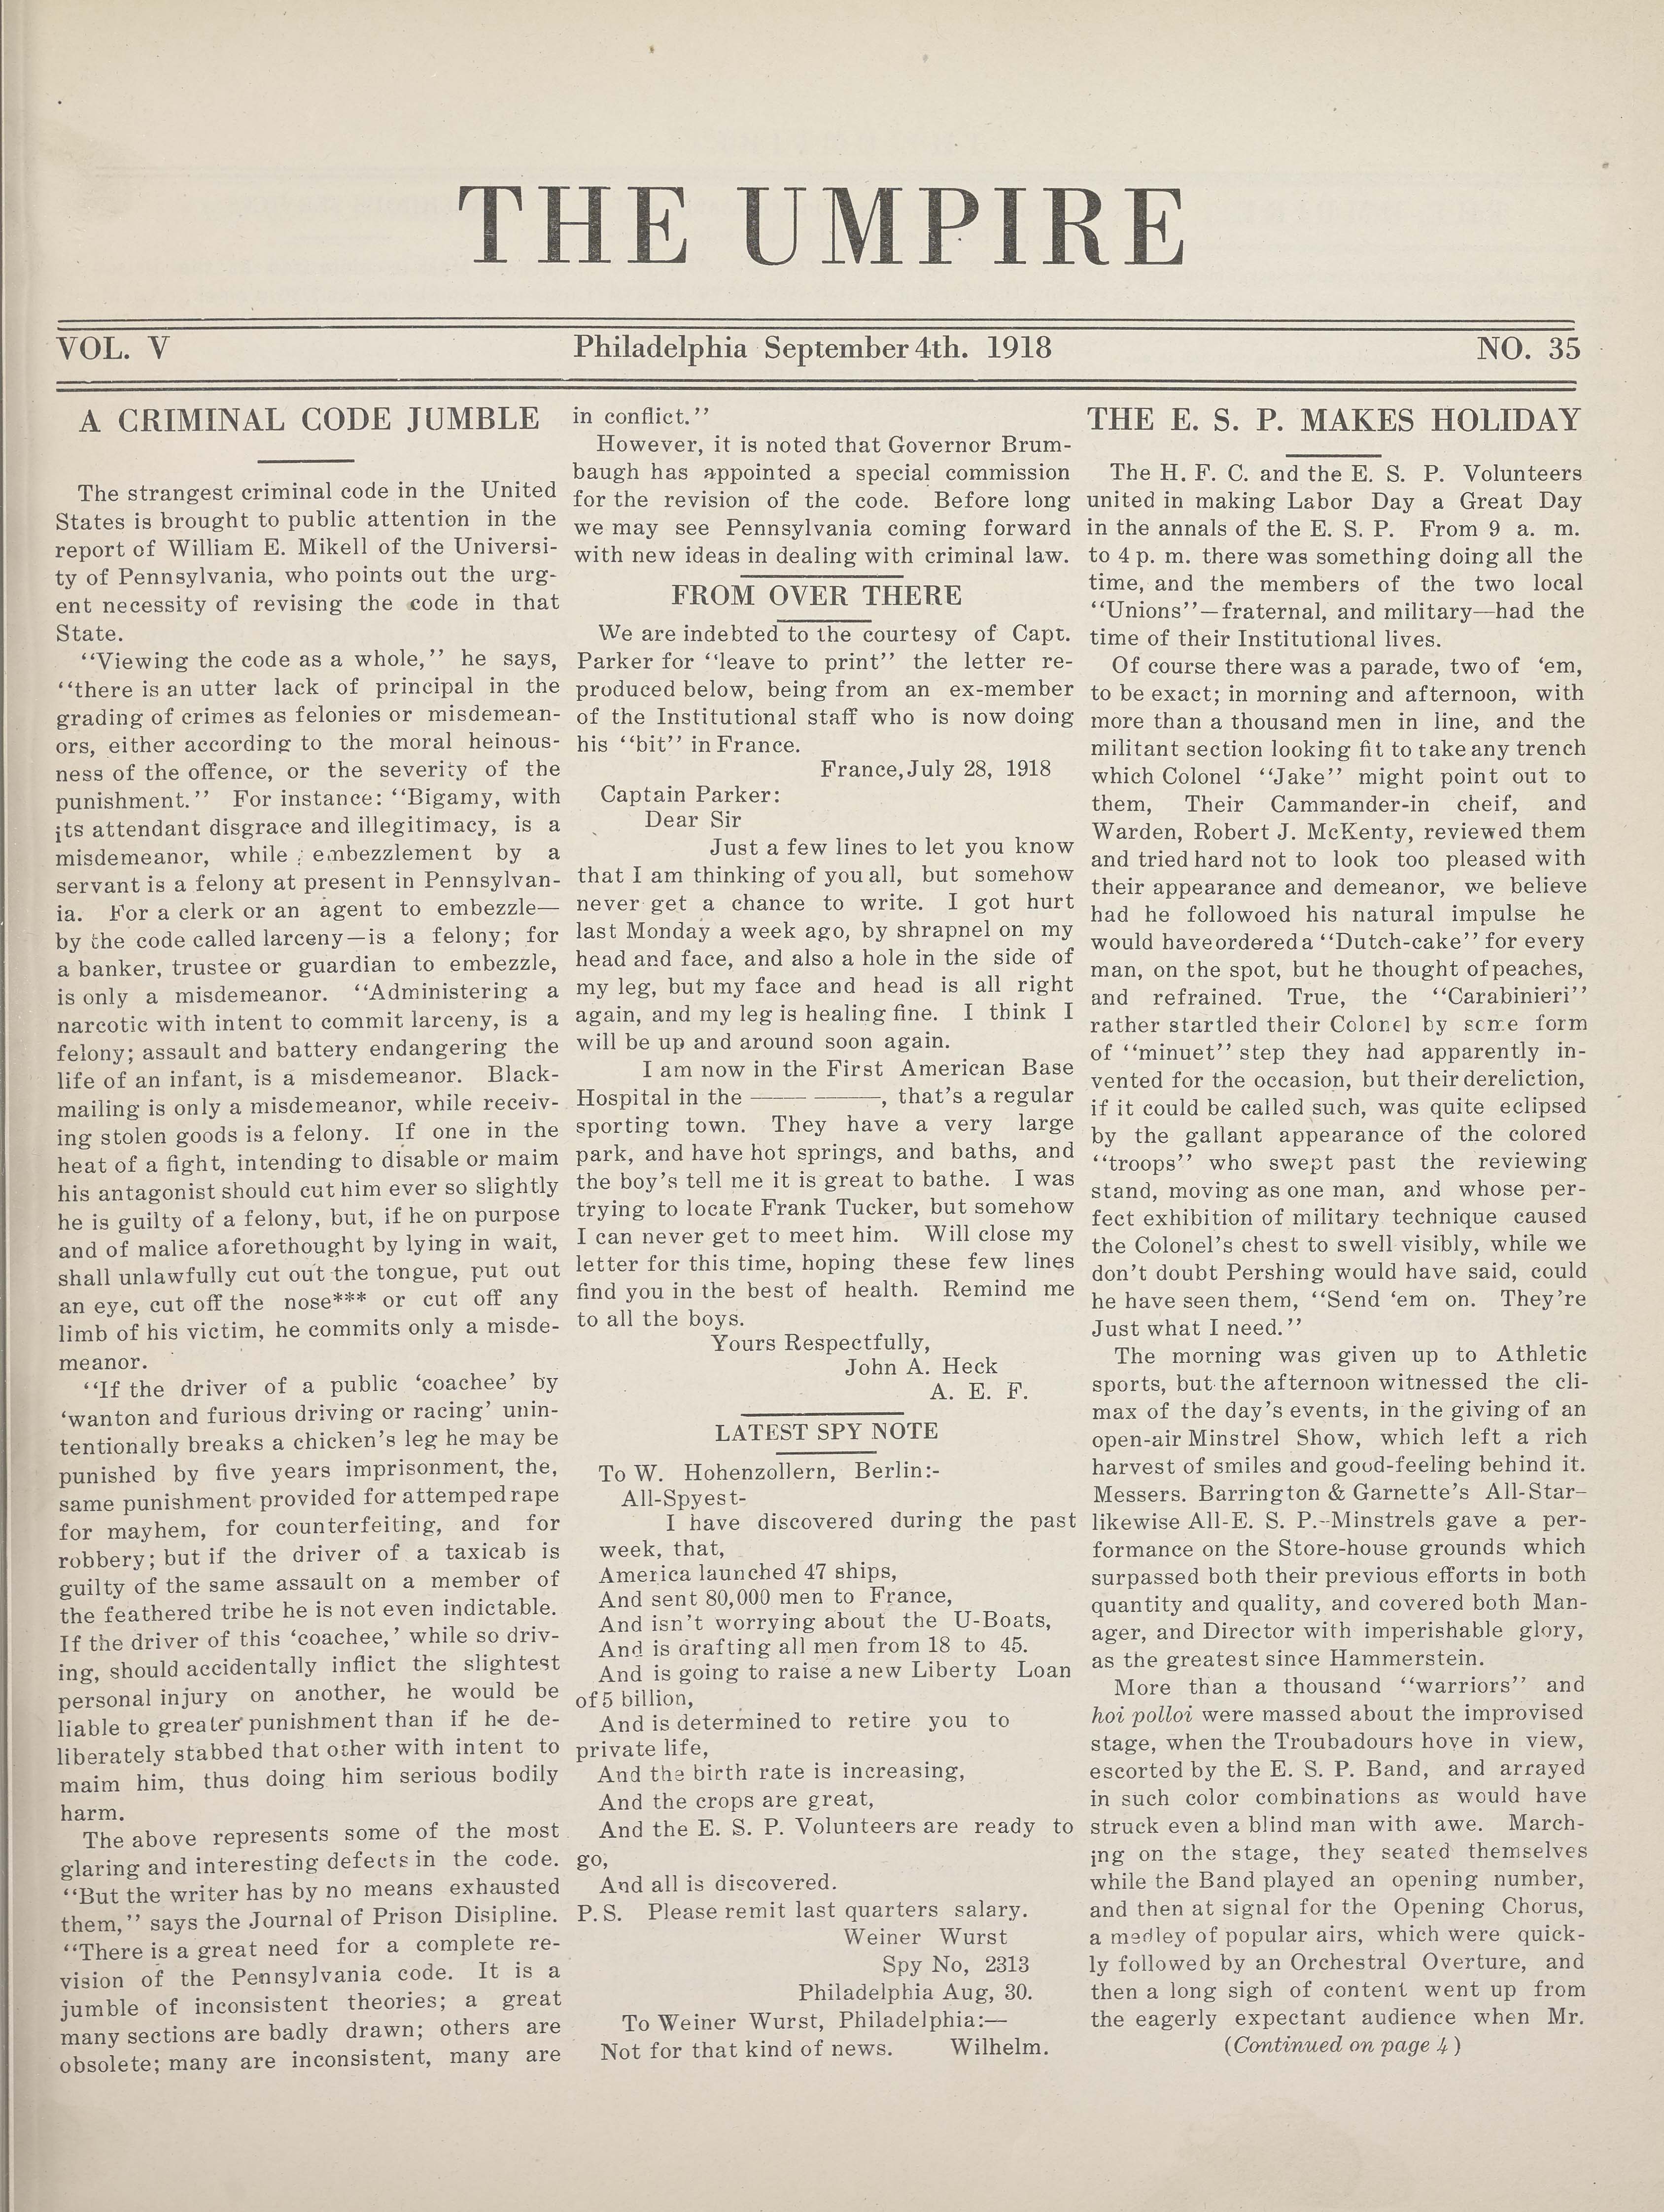 THE UMPIRE
VOL. V Philadelphia September 4th. 1918 NO. 35
A CRIMINAL CODE JUMBLE
The strangest criminal code in the United
States is brought to public attention in the
report of William E. Mikell of the Universi-
ty of Pennsylvania, who points out the urg-
ent necessity of revising the code in that
State.
‘‘Viewing the code as a whole,’’ he says,
‘‘there is an utter lack of principal in the
grading of crimes as felonies or misdemean-
ors, either according to the moral heinous-
ness of the offence, or the severity of the
punishment.’’ For instance: ‘‘Bigamy, with
its attendant disgrace and illegitimacy, is a
misdemeanor, while embezzlement by a
servant is a felony at present in Pennsylvan-
ia. For a clerk or an agent to embezzle—
by the code called larceny—is a felony; for
a banker, trustee or guardian to embezzle,
is only a misdemeanor. ‘‘Administering a
narcotic with intent to commit larceny, is a
felony; assault and battery endangering the
life of an infant, is a misdemeanor. Black-
mailing is only a misdemeanor, while receiv-
ing stolen goods is a felony. If one in the
heat of a fight, intending to disable or maim
his antagonist should cut him ever so slightly
he is guilty of a felony, but, if he on purpose
and of malice aforethought by lying in wait,
shall unlawfully cut out the tongue, put out
an eye, cut off the nose*** or cut off any
limb of his victim, he commits only a misde-
meanor.
‘‘If the driver of a public ‘coachee’ by
‘wanton and furious driving or racing’ unin-
tentionally breaks a chicken’s leg he may be
punished by five years imprisonment, the,
same punishment provided for attemped rape
for mayhem, for counterfeiting, and for
robbery; but if the driver of a taxicab is
guilty of the same assault on a member of
the feathered tribe he is not even indictable.
If the driver of this ‘coachee,’ while so driv-
ing, should accidentally inflict the slightest
personal injury on another, he would be
liable to greater punishment than if he de-
liberately stabbed that other with intent to
maim him, thus doing him serious bodily
harm.
The above represents some of the most
glaring and interesting defects in the code.
‘‘But the writer has by no means exhausted
them,’’ says the Journal of Prison Disipline.
‘‘There is a great need for a complete re-
vision of the Pennsylvania code. It is a
jumble of inconsistent theories; a great
many sections are badly drawn; others are
obsolete; many are inconsistent, many are
in conflict.’’
However, it is noted that Governor Brum-
baugh has appointed a special commission
for the revision of the code. Before long
we may see Pennsylvania coming forward
with new ideas in dealing with criminal law.
FROM OVER THERE
We are indebted to the courtesy of Capt.
Parker for ‘‘leave to print’’ the letter re-
produced below, being from an ex-member
of the Institutional staff who is now doing
his ‘‘bit’’ in France.
France, July 28, 1918
Captain Parker:
Dear Sir
Just a few lines to let you know
that I am thinking of you all, but somehow
never get a chance to write. I got hurt
last Monday a week ago, by shrapnel on my
head and face, and also a hole in the side of
my leg, but my face and head is all right
again, and my leg is healing fine. I think I
will be up and around soon again.
I am now in the First American Base
Hospital in the —— ——, that’s a regular
sporting town. They have a very large
park, and have hot springs, and baths, and
the boy’s tell me it is great to bathe. I was
trying to locate Frank Tucker, but somehow
I can never get to meet him. Will close my
letter for this time, hoping these few lines
find you in the best of health. Remind me
to all the boys.
Yours Respectfully,
John A. Heck
A. E. F.
LATEST SPY NOTE
To W. Hohenzollern, Berlin:-
All-Spyest-
I have discovered during the past
week, that,
America launched 47 ships,
And sent 80,000 men to France,
And isn’t worrying about the U-Boats,
And is drafting all men from 18 to 45.
And is going to raise a new Liberty Loan
of 5 billion,
And is determined to retire you to
private life,
And the birth rate is increasing,
And the crops are great,
And the E. S. P. Volunteers are ready to
go,
And all is discovered.
P. S. Please remit last quarters salary.
Weiner Wurst
Spy No, 2313
Philadelphia Aug, 30.
To Weiner Wurst, Philadelphia:—
Not for that kind of news. Wilhelm.
THE E. S. P. MAKES HOLIDAY
The H. F. C. and the E. S. P. Volunteers
united in making Labor Day a Great Day
in the annals of the E. S. P. From 9 a. m.
to 4 p. m. there was something doing all the
time, and the members of the two local
‘‘Unions’’—fraternal, and military—had the
time of their Institutional lives.
Of course there was a parade, two of ‘em,
to be exact; in morning and afternoon, with
more than a thousand men in line, and the
militant section looking fit to take any trench
which Colonel ‘‘Jake’’ might point out to
them, Their Cammander-in cheif, and
Warden, Robert J. McKenty, reviewed them
and tried hard not to look too pleased with
their appearance and demeanor, we believe
had he followoed his natural impulse he
would have ordered a ‘‘Dutch-cake’’ for every
man, on the spot, but he thought of peaches,
and refrained. True, the ‘‘Carabinieri’’
rather startled their Colonel by some form
of ‘‘minuet’’ step they had apparently in-
vented for the occasion, but their dereliction,
if it could be called such, was quite eclipsed
by the gallant appearance of the colored
‘‘troops’’ who swept past the reviewing
stand, moving as one man, and whose per-
fect exhibition of military technique caused
the Colonel’s chest to swell visibly, while we
don’t doubt Pershing would have said, could
he have seen them, ‘‘Send ‘em on. They’re
Just what I need.’’
The morning was given up to Athletic
sports, but the afternoon witnessed the cli-
max of the day’s events, in the giving of an
open-air Minstrel Show, which left a rich
harvest of smiles and good-feeling behind it.
Messers. Barrington & Garnette’s All-Star-
likewise All-E. S. P.-Minstrels gave a per-
formance on the Store-house grounds which
surpassed both their previous efforts in both
quantity and quality, and covered both Man-
ager, and Director with imperishable glory,
as the greatest since Hammerstein.
More than a thousand ‘‘warriors’’ and
hoi polloi were massed about the improvised
stage, when the Troubadours hove in view,
escorted by the E. S. P. Band, and arrayed
in such color combinations as would have
struck even a blind man with awe. March-
ing on the stage, they seated themselves
while the Band played an opening number,
and then at signal for the Opening Chorus,
a medley of popular airs, which were quick-
ly followed by an Orchestral Overture, and
then a long sigh of content went up from
the eagerly expectant audience when Mr.
(Continued on page 4)